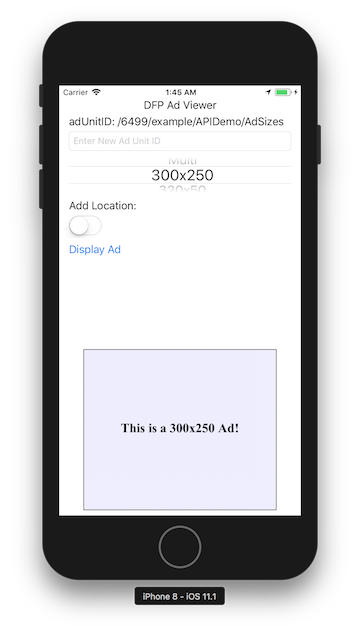 Carrier 1:45 AM
DFP Ad Viewer
adUnitID: /6499/example/APIDemo/AdSizes
Enter New Ad Unit ID
Multi
300x250
320x50
Add Location:
Display Ad
This is a 300x250 Ad!
iPhone 8 - iOS 11.1